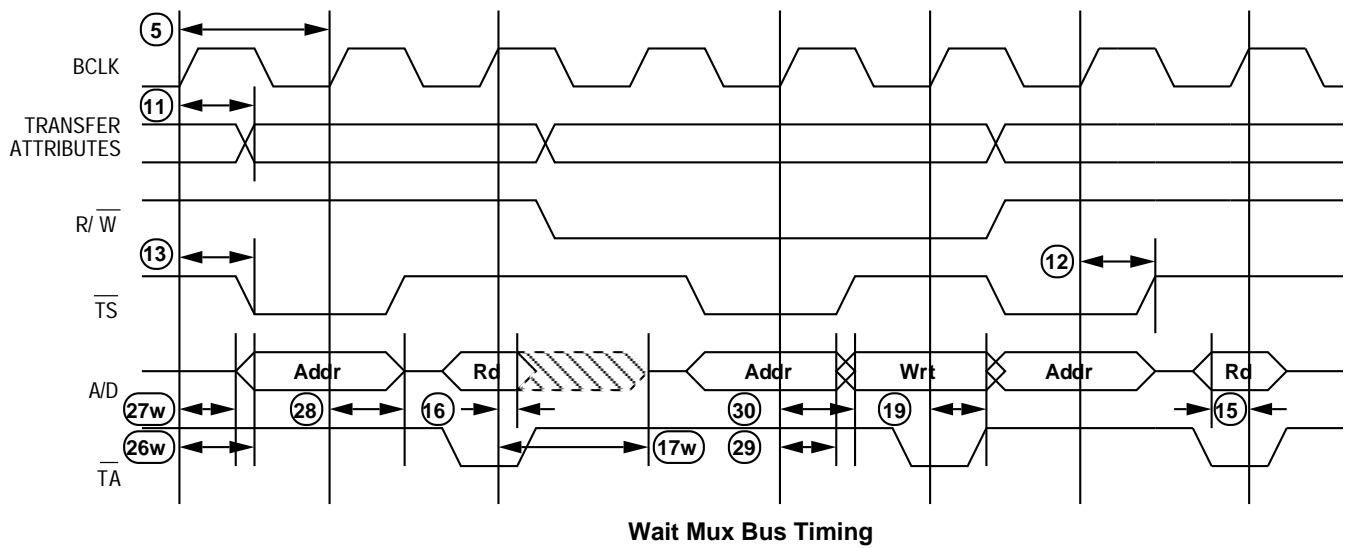 5
BCLK
11
TRANSFER
ATTRIBUTES
R/ W
13
12
TS
Addr
Rd
Addr
Wrt
Addr
Rd
A/D
27w
28
16
30
19
15
26w
17w
29
TA
Wait Mux Bus Timing